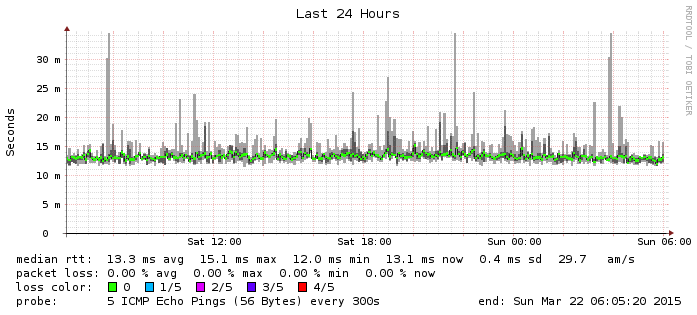 Last 24 Hours
RRDTOOL / TOBI OETIKER
Seconds
30 m
25 m
20 m
15 m
10 m
5 m
0
Sat 12:00 Sat 18:00 Sun 00:00 Sun 06:00
median rtt: 13.3 ms avg 15.1 ms max 12.0 ms min 13.1 ms now 0.4 ms sd 29.7 am/s
packet loss: 0.00 % avg 0.00 % max 0.00 % min 0.00 % now
loss color: 0 1/5 2/5 3/5 4/5
probe: 5 ICMP Echo Pings (56 Bytes) every 300s end: Sun Mar 22 06:05:20 2015